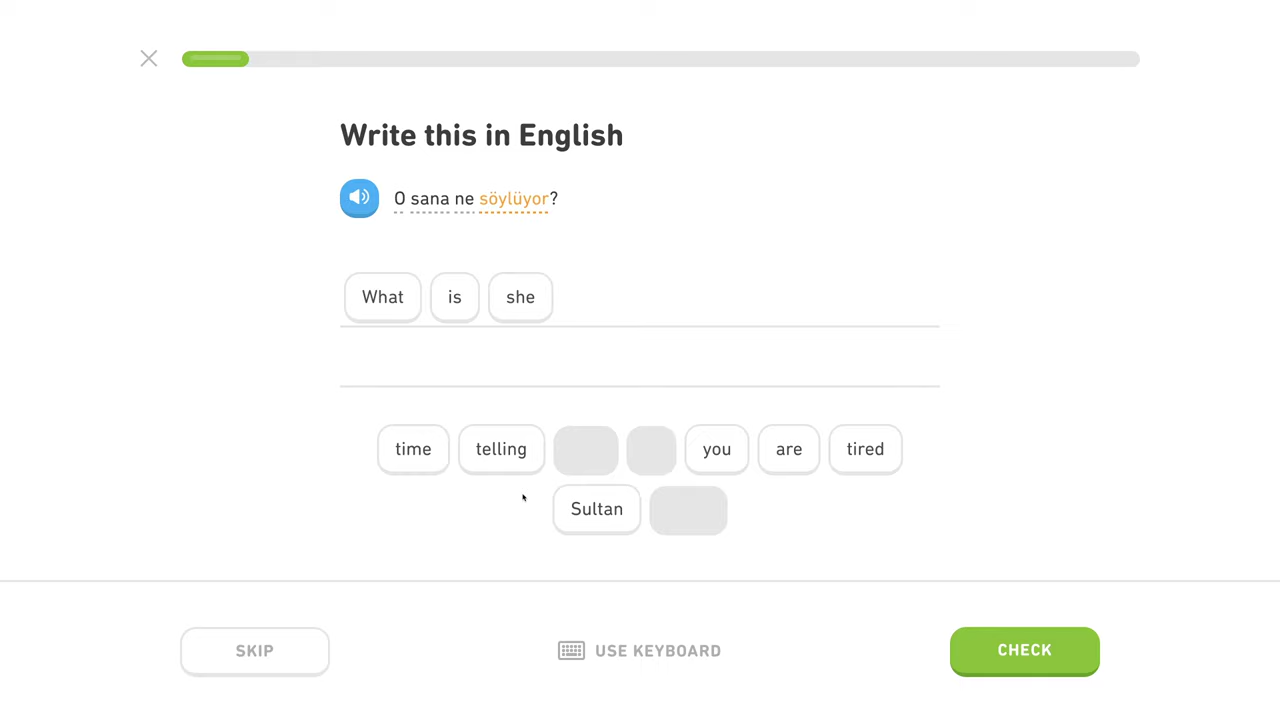 Write this in English
O sana ne söylüyor?
What is she
time telling you are tired
Sultan
SKIP USE KEYBOARD CHECK